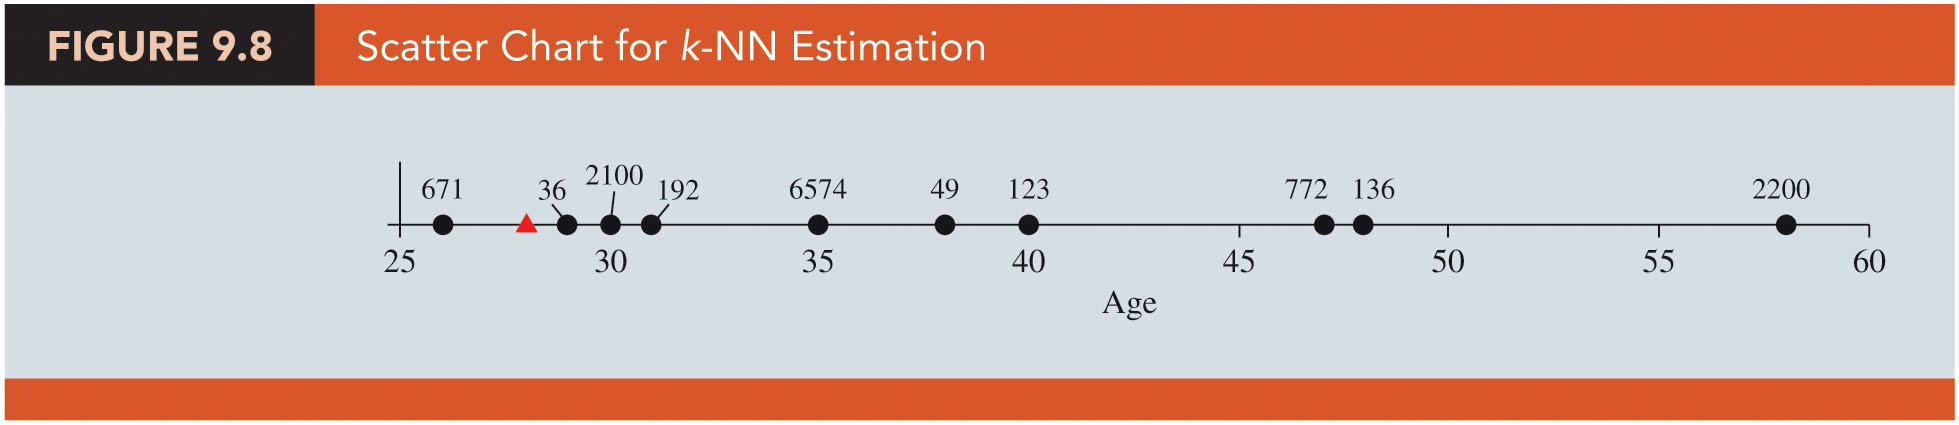 FIGURE 9.8 Scatter Chart for k-NN Estimation
671 36 2100 192 6574 49 123 772 136 2200
25 30 35 40 45 50 55 60
Age